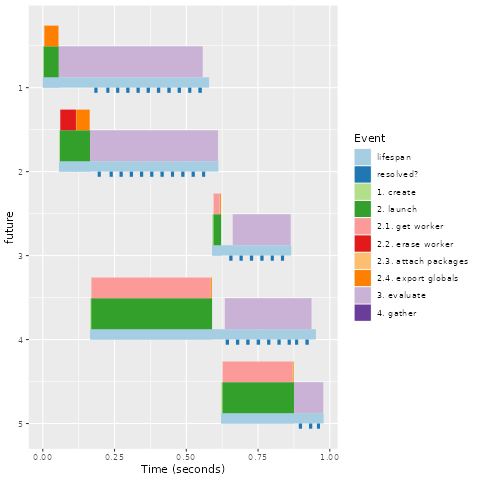 future
1
2
3
4
5
0.00 0.25 0.50 0.75 1.00
Time (seconds)
Event
lifespan
resolved?
1. create
2. launch
2.1. get worker
2.2. erase worker
2.3. attach packages
2.4. export globals
3. evaluate
4. gather